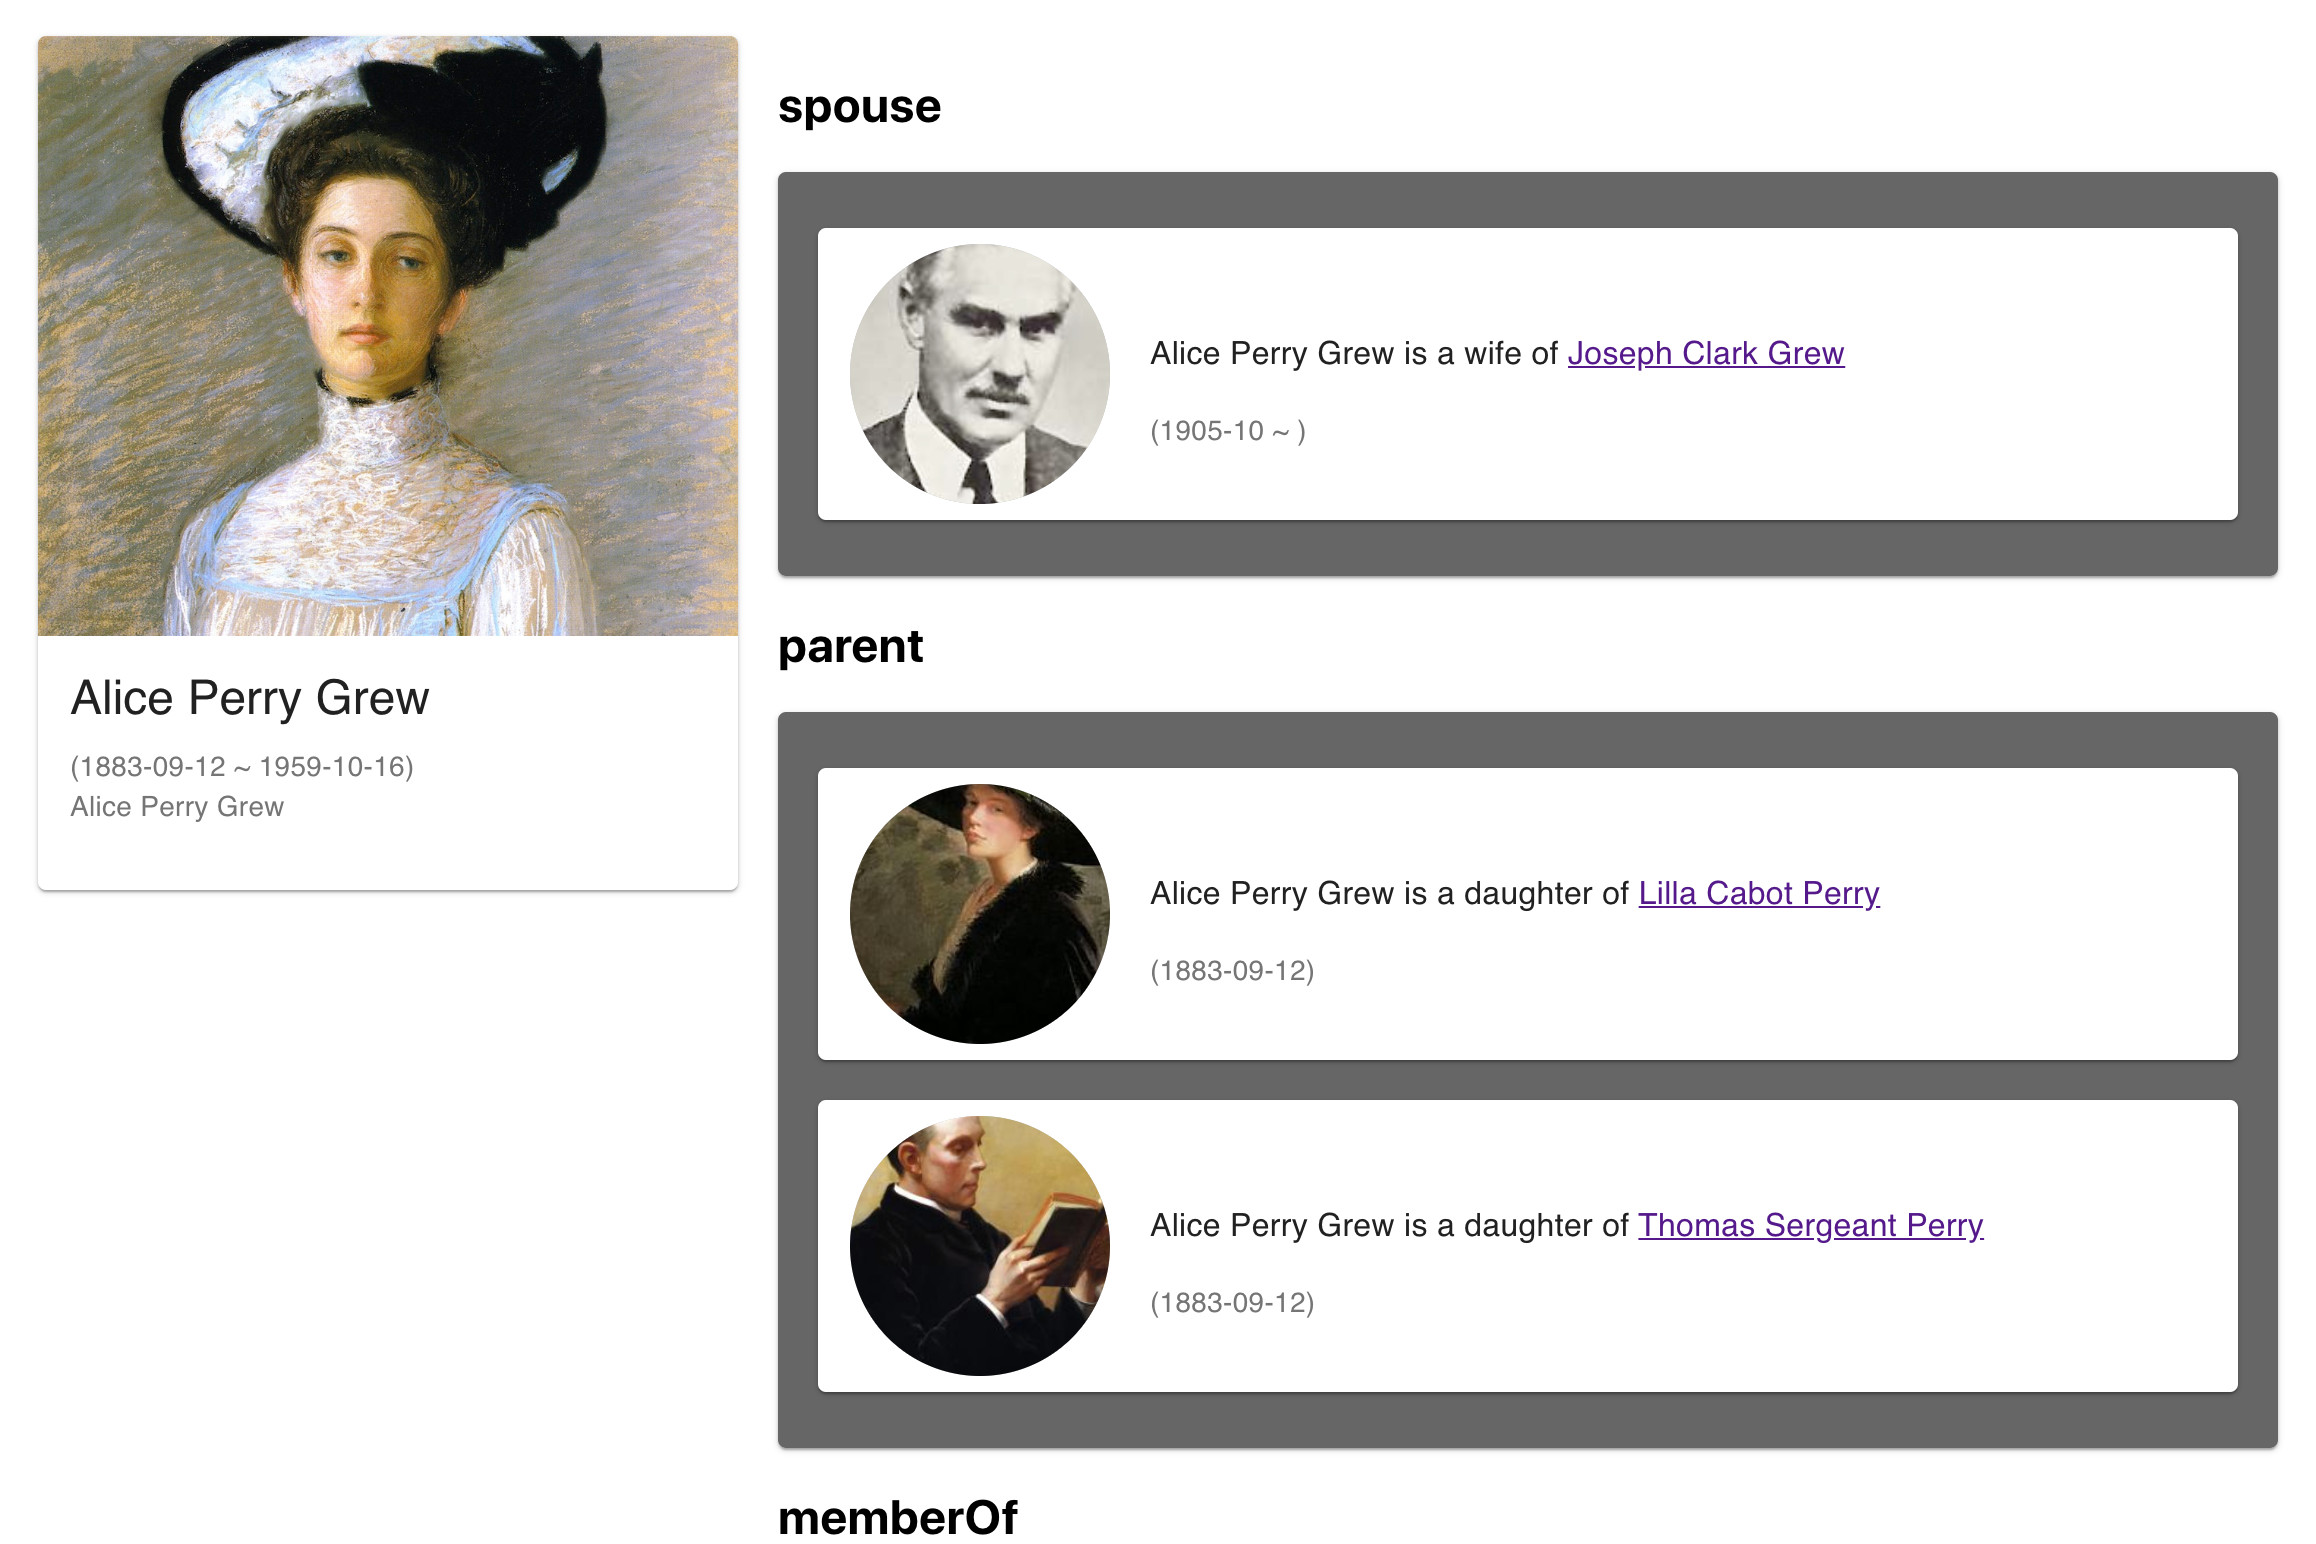 Alice Perry Grew
(1883-09-12 ~ 1959-10-16)
Alice Perry Grew
spouse
Alice Perry Grew is a wife of Joseph Clark Grew
(1905-10 ~ )
parent
Alice Perry Grew is a daughter of Lilla Cabot Perry
(1883-09-12)
Alice Perry Grew is a daughter of Thomas Sergeant Perry
(1883-09-12)
memberOf